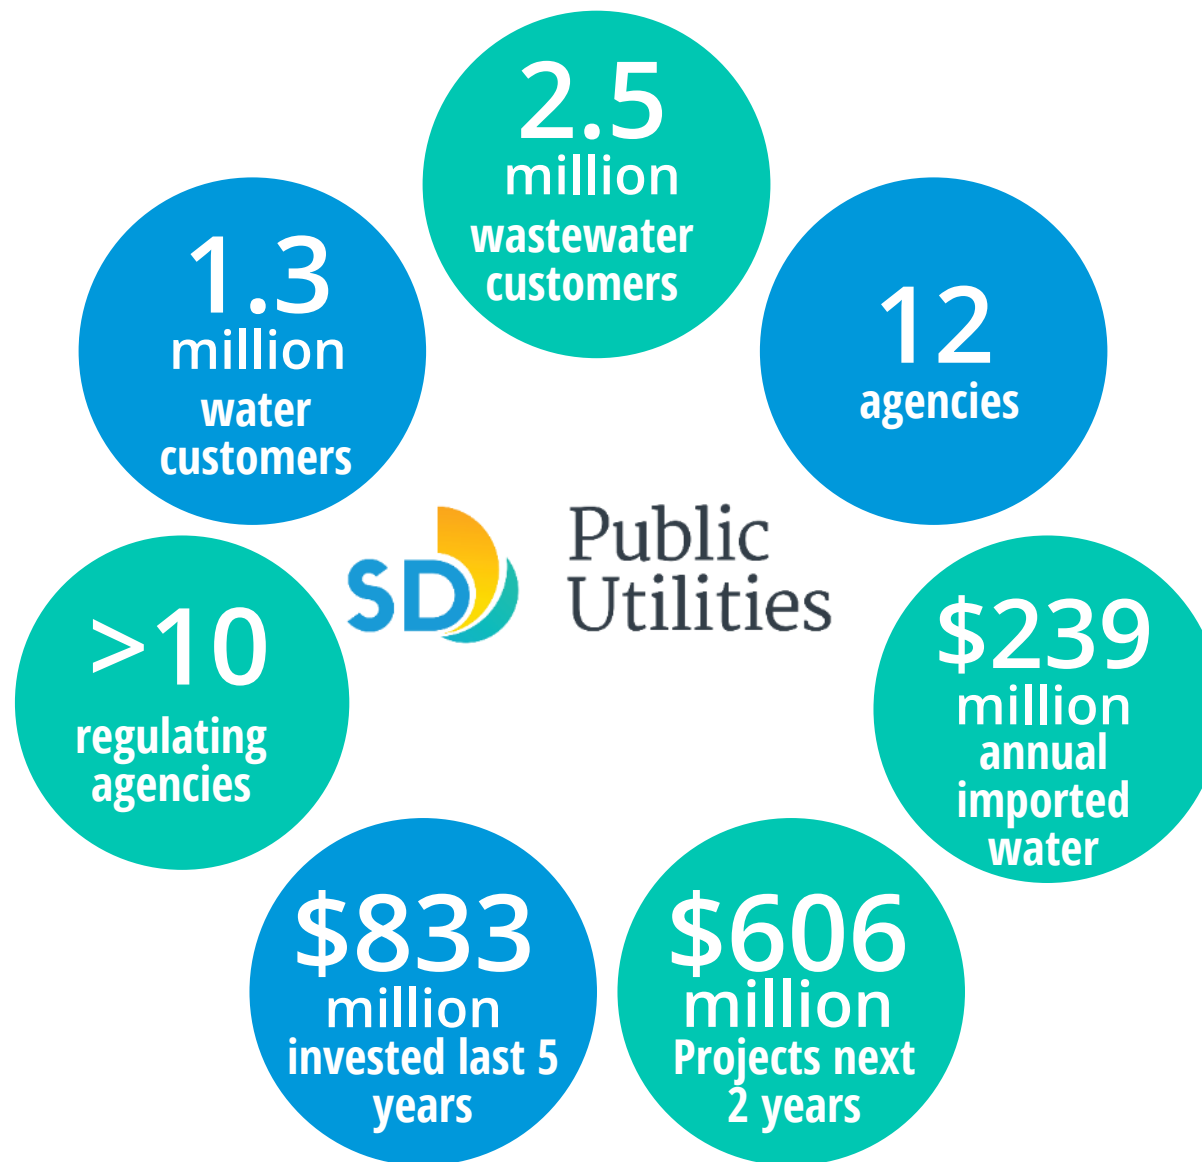 2.5
million
wastewater
customers
1.3
million
water
customers
12
agencies
SD
Public
Utilities
>10
regulating
agencies
$239
million
annual
imported
water
$833
million
invested last 5
years
$606
million
Projects next
2 years